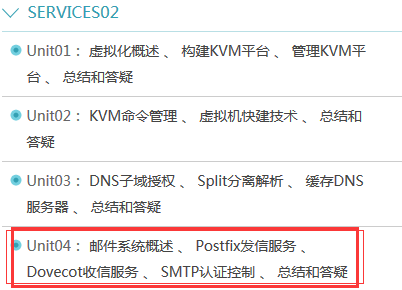 SERVICES02
Unit01： 虚拟化概述 、 构建KVM平台 、 管理KVM平
台 、 总结和答疑
Unit02： KVM命令管理 、 虚拟机快建技术 、 总结和
答疑
Unit03： DNS子域授权 、 Split分离解析 、 缓存DNS
服务器 、 总结和答疑
Unit04： 邮件系统概述 、 Postfix发信服务 、
Dovecot收信服务 、 SMTP认证控制 、 总结和答疑